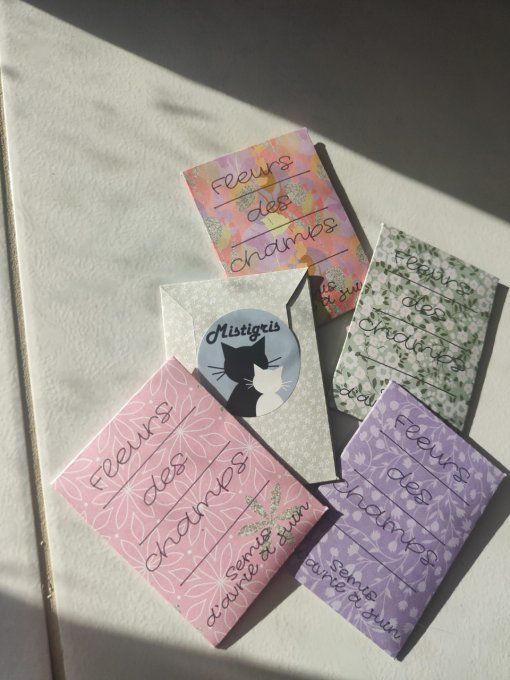 Fleurs
des
champs
à juin
Fleurs
des
champs
d'a
Mistigris
Fleurs
des
champs
semis
d'avril à juin
Fleurs
des
champs
semis
d'avril à juin